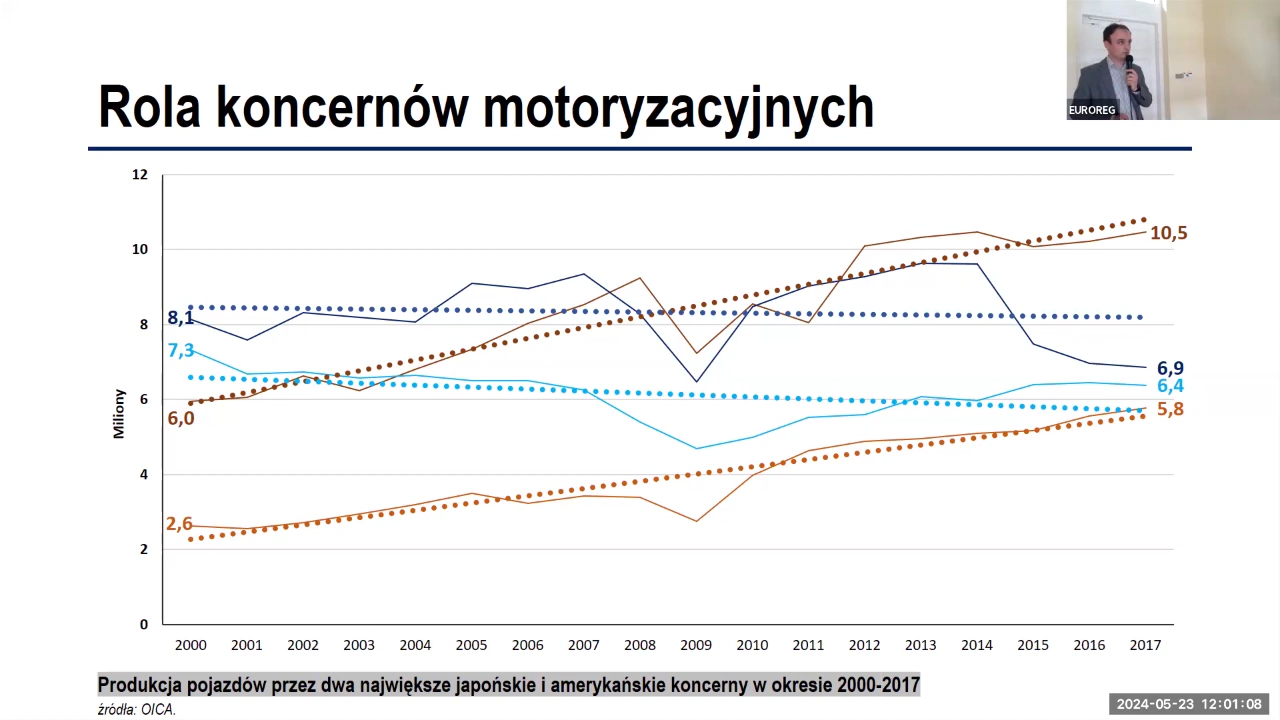 EUROREG
Rola koncernów motoryzacyjnych
12
10
8
6
4
2
0
Miliony
8,1
7,3
6,0
2,6
10,5
6,9
6,4
5,8
2000 2001 2002 2003 2004 2005 2006 2007 2008 2009 2010 2011 2012 2013 2014 2015 2016 2017
Produkcja pojazdów przez dwa największe japońskie i amerykańskie koncerny w okresie 2000-2017
źródła: OICA.
2024-05-23 12:01:08